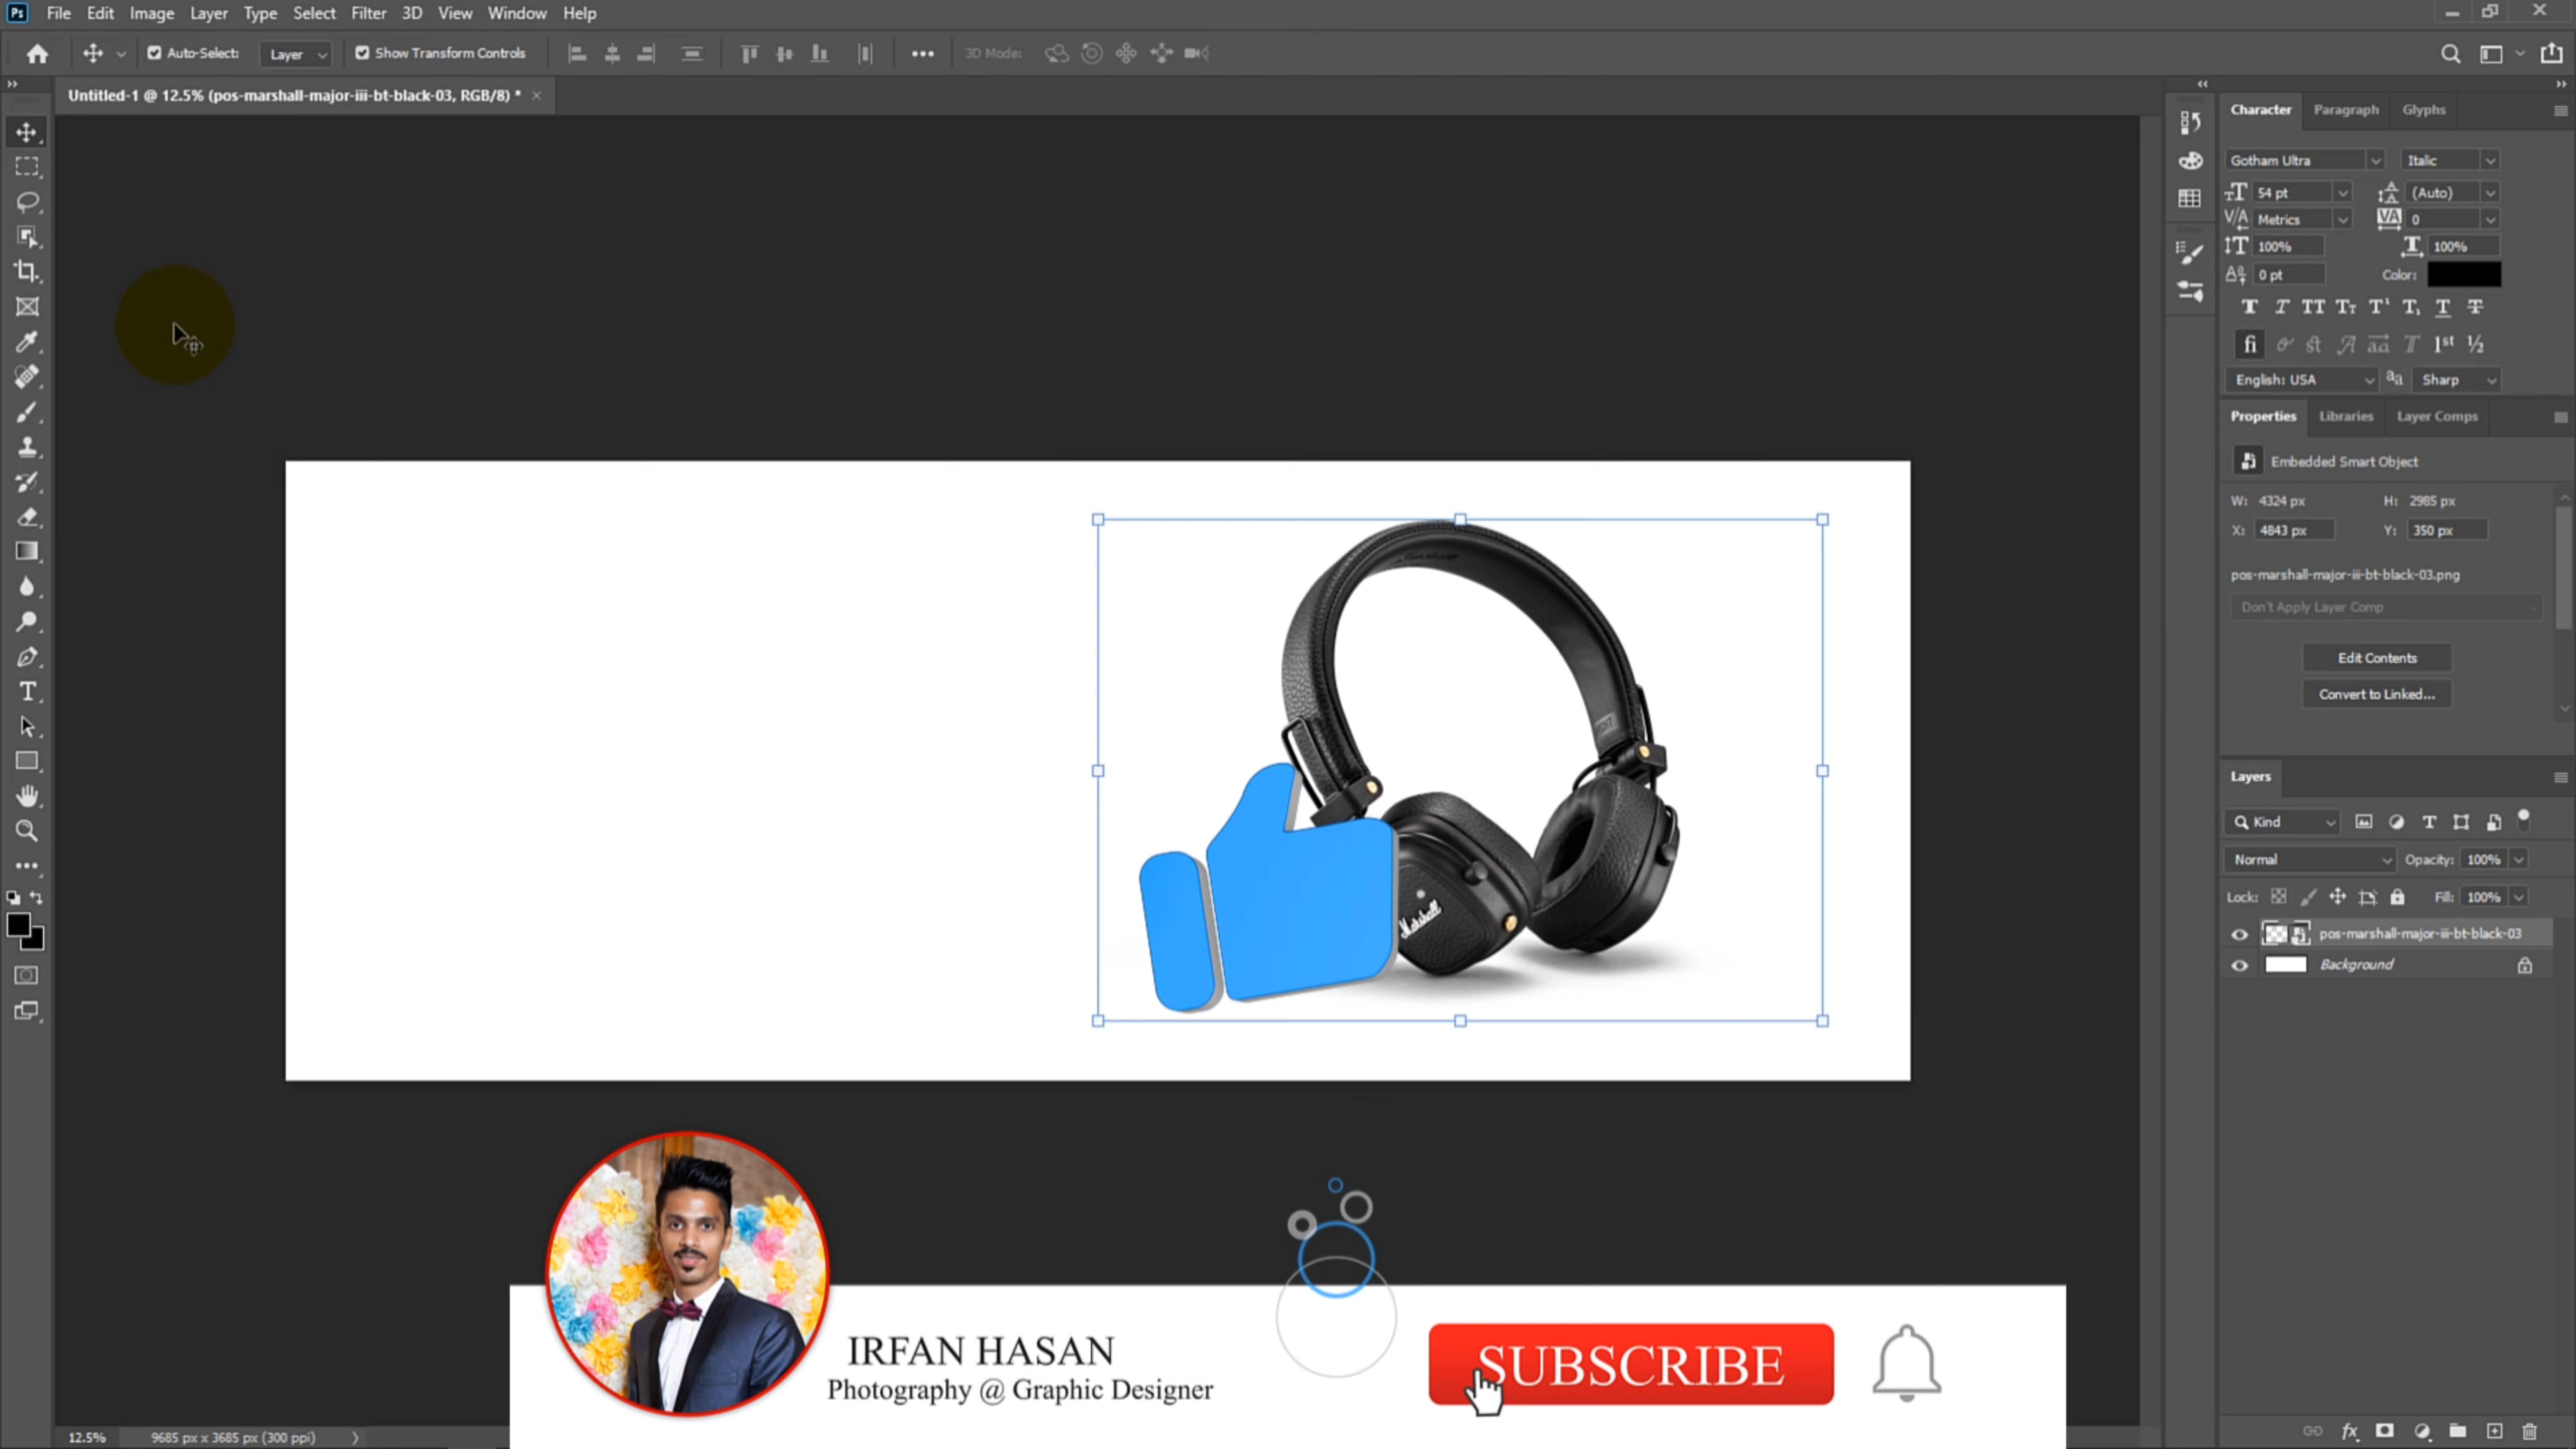 Ps File Edit Image Layer Type Select Filter 3D View Window Help
Auto-Select: Layer Show Transform Controls 3D Mode:
Untitled-1 @ 12.5% (pos-marshall-major-iii-bt-black-03, RGB/8) *
Character Paragraph Glyphs
Gotham Ultra Italic
54 pt (Auto)
Metrics 0
100% 100%
0 pt Color:
English: USA Sharp
Properties Libraries Layer Comps
Embedded Smart Object
W: 4324 px H: 2985 px
X: 4843 px Y: 350 px
pos-marshall-major-iii-bt-black-03.png
Don't Apply Layer Comp
Edit Contents
Convert to Linked...
Layers
Kind
Normal Opacity: 100%
Lock: Fill: 100%
pos-marshall-major-iii-bt-black-03
Background
Marshall
IRFAN HASAN
Photography @ Graphic Designer
SUBSCRIBE
12.5% 9685 px x 3685 px (300 ppi)